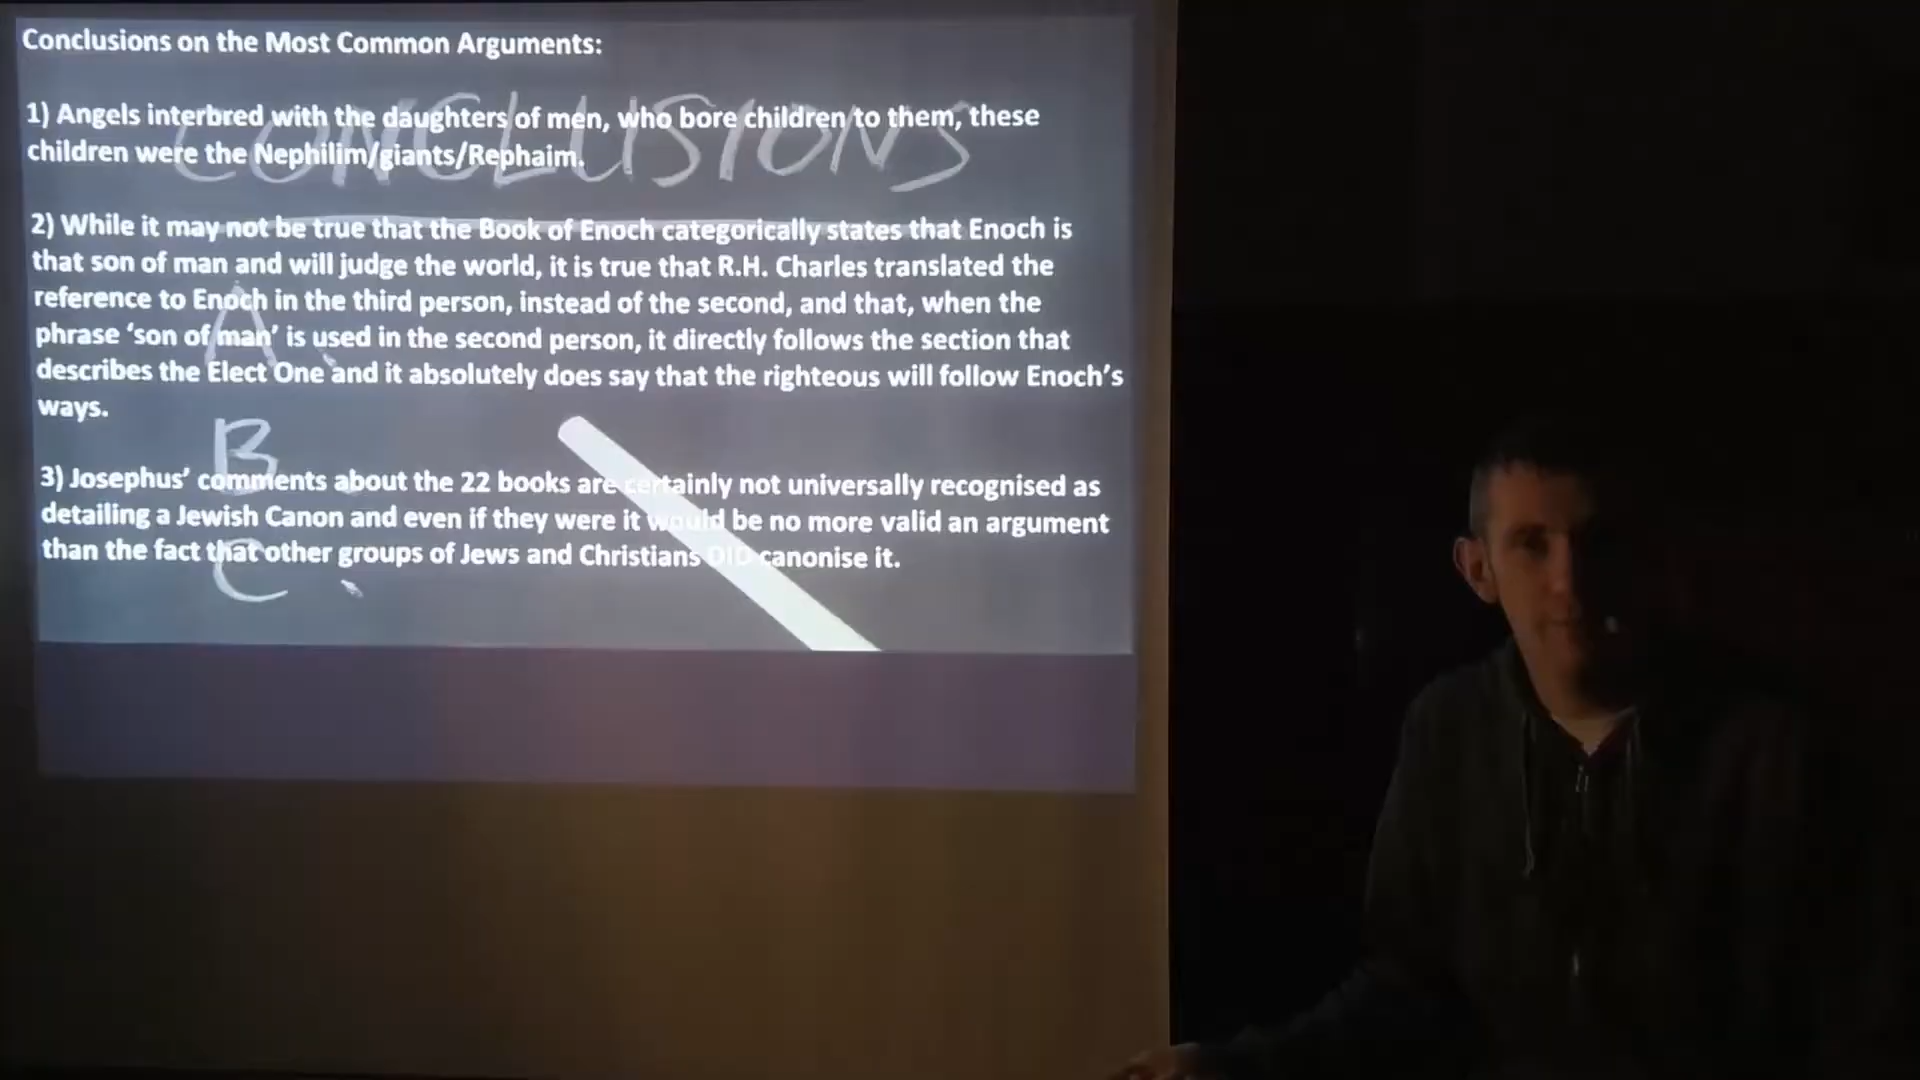 Conclusions on the Most Common Arguments:
CONCLUSIONS
1) Angels interbred with the daughters of men, who bore children to them, these
children were the Nephilim/giants/Rephaim.
2) While it may not be true that the Book of Enoch categorically states that Enoch is
that son of man and will judge the world, it is true that R.H. Charles translated the
reference to Enoch in the third person, instead of the second, and that, when the
phrase ‘son of man’ is used in the second person, it directly follows the section that
describes the Elect One and it absolutely does say that the righteous will follow Enoch’s
ways.
A.
B.
3) Josephus’ comments about the 22 books are certainly not universally recognised as
detailing a Jewish Canon and even if they were it would be no more valid an argument
than the fact that other groups of Jews and Christians DID canonise it.
C.